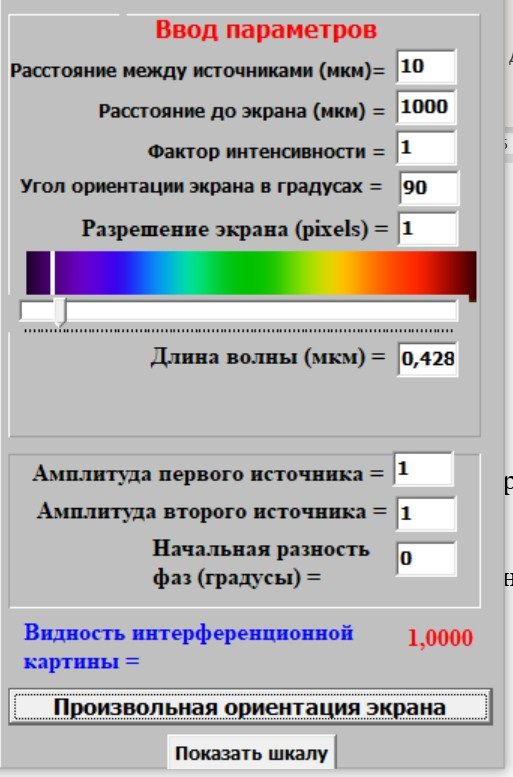 Ввод параметров
Расстояние между источниками (мкм)= 10
Расстояние до экрана (мкм) = 1000
Фактор интенсивности = 1
Угол ориентации экрана в градусах = 90
Разрешение экрана (pixels) = 1
Длина волны (мкм) = 0,428
Амплитуда первого источника = 1
Амплитуда второго источника = 1
Начальная разность
фаз (градусы) = 0
Видность интерференционной
картины = 1,0000
Произвольная ориентация экрана
Показать шкалу